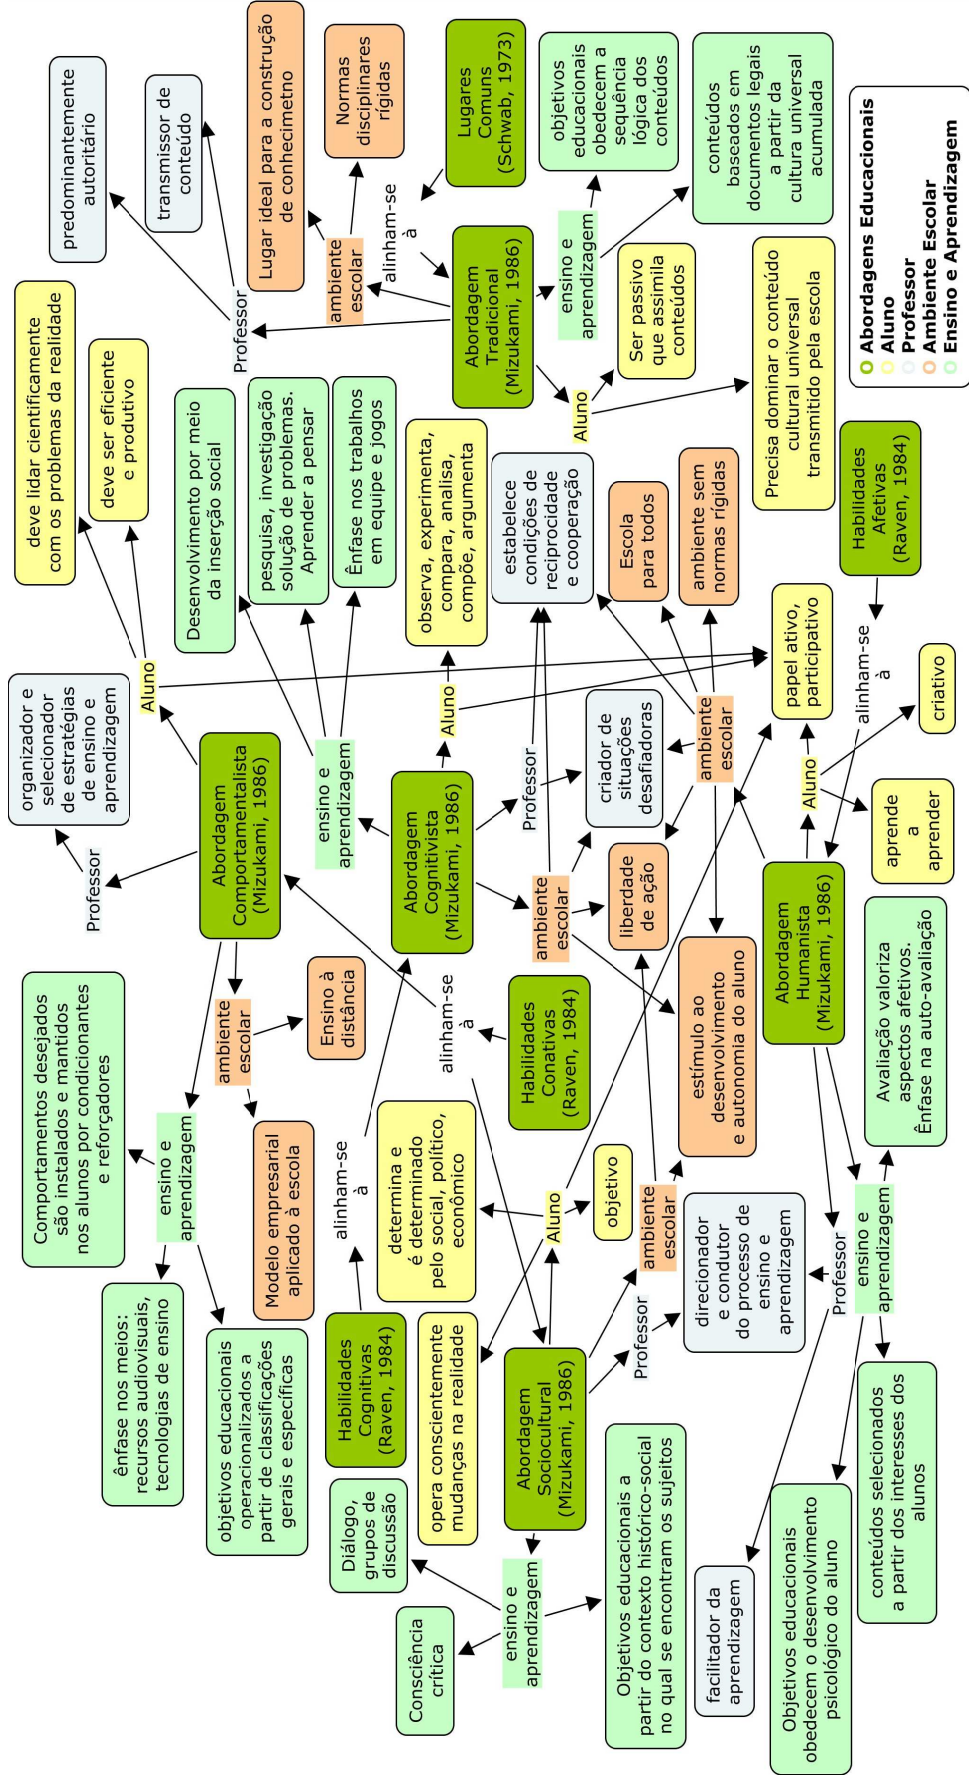 Comportamentos desejados
são instalados e mantidos
nos alunos por condicionantes
e reforçadores
ênfase nos meios:
recursos audiovisuais,
tecnologias de ensino
ensino e
aprendizagem
objetivos educacionais
operacionalizados a
partir de classificações
gerais e específicas
Modelo empresarial
aplicado à escola
ambiente
escolar
Ensino à
distância
Professor
organizador e
selecionador
de estratégias
de ensino e
aprendizagem
Abordagem
Comportamentalista
(Mizukami, 1986)
Aluno
deve lidar cientificamente
com os problemas da realidade
deve ser eficiente
e produtivo
Desenvolvimento por meio
da inserção social
pesquisa, investigação
solução de problemas.
Aprender a pensar
Ênfase nos trabalhos
em equipe e jogos
ensino e
aprendizagem
predominantemente
autoritário
transmissor de
conteúdo
Professor
Lugar ideal para a construção
de conhecimetno
Normas
disciplinares
rígidas
ambiente
escolar
alinham-se
à
Lugares
Comuns
(Schwab, 1973)
Abordagem
Tradicional
(Mizukami, 1986)
ensino e
aprendizagem
objetivos
educacionais
obedecem a
sequência
lógica dos
conteúdos
conteúdos
baseados em
documentos legais
a partir da
cultura universal
acumulada
Aluno
Ser passivo
que assimila
conteúdos
Precisa dominar o conteúdo
cultural universal
transmitido pela escola
Habilidades
Cognitivas
(Raven, 1984)
alinham-se
à
Abordagem
Cognitivista
(Mizukami, 1986)
Aluno
observa, experimenta,
compara, analisa,
compõe, argumenta
Professor
estabelece
condições de
reciprocidade
e cooperação
criador de
situações
desafiadoras
ambiente
escolar
liberdade
de ação
Escola
para todos
ambiente sem
normas rígidas
ambiente
escolar
estímulo ao
desenvolvimento
e autonomia do aluno
papel ativo,
participativo
Habilidades
Conativas
(Raven, 1984)
alinham-se
à
determina e
é determinado
pelo social, político,
econômico
opera conscientemente
mudanças na realidade
Aluno
objetivo
Abordagem
Sociocultural
(Mizukami, 1986)
ambiente
escolar
Professor
direcionador
e condutor
do processo de
ensino e
aprendizagem
Diálogo,
grupos de
discussão
Consciência
crítica
ensino e
aprendizagem
Objetivos educacionais a
partir do contexto histórico-social
no qual se encontram os sujeitos
Habilidades
Afetivas
(Raven, 1984)
alinham-se
à
Abordagem
Humanista
(Mizukami, 1986)
Aluno
criativo
aprende
a
aprender
Professor
facilitador da
aprendizagem
ensino e
aprendizagem
Avaliação valoriza
aspectos afetivos.
Ênfase na auto-avaliação
conteúdos selecionados
a partir dos interesses dos
alunos
Objetivos educacionais
obedecem o desenvolvimento
psicológico do aluno
Abordagens Educacionais
Aluno
Professor
Ambiente Escolar
Ensino e Aprendizagem